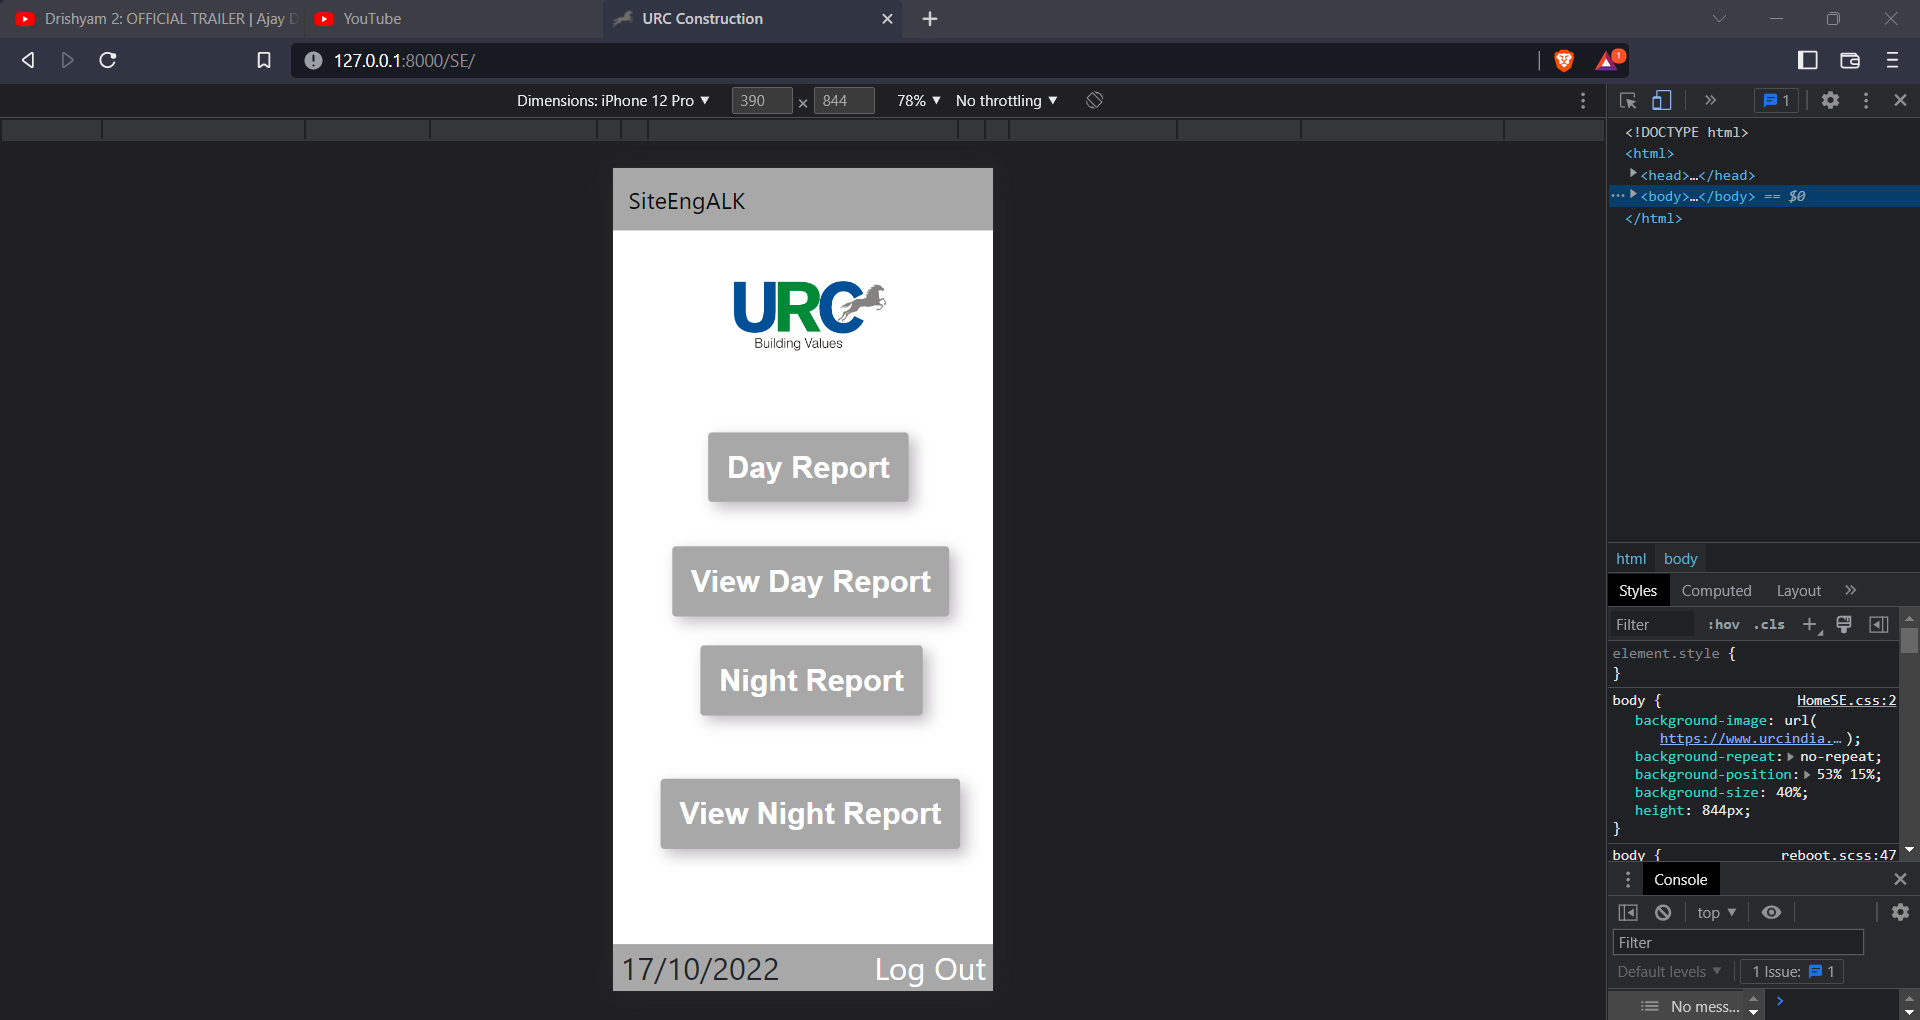 Drishyam 2: OFFICIAL TRAILER | Ajay D
YouTube
URC Construction
127.0.0.1:8000/SE/
1
Dimensions: iPhone 12 Pro
390 × 844
78%
No throttling
1
<!DOCTYPE html>
<html>
<head>…</head>
<body>…</body> == $0
</html>
SiteEngALK
URC
Building Values
Day Report
View Day Report
Night Report
View Night Report
17/10/2022
Log Out
html body
Styles Computed Layout
Filter :hov .cls
element.style {
}
body { HomeSE.css:2
background-image: url(
https://www.urcindia.… );
background-repeat: no-repeat;
background-position: 53% 15%;
background-size: 40%;
height: 844px;
}
body { reboot.scss:47
Console
top
Filter
Default levels 1 Issue: 1
No mess…